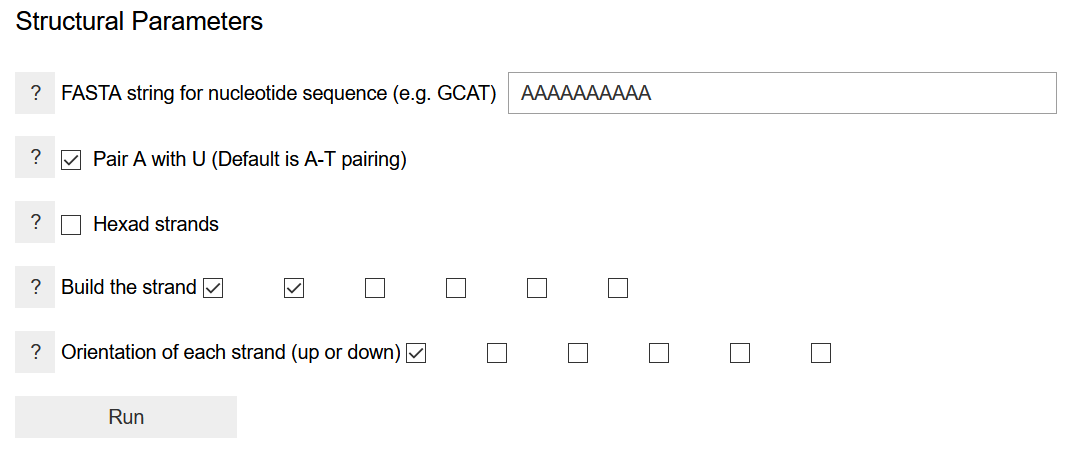 Structural Parameters
? FASTA string for nucleotide sequence (e.g. GCAT) AAAAAAAAAA
? Pair A with U (Default is A-T pairing)
? Hexad strands
? Build the strand
? Orientation of each strand (up or down)
Run